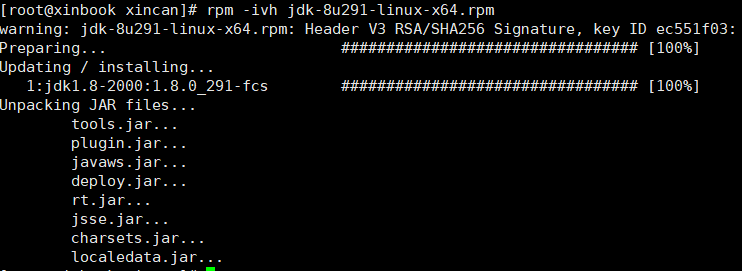 [root@xinbook xincan]# rpm -ivh jdk-8u291-linux-x64.rpm
warning: jdk-8u291-linux-x64.rpm: Header V3 RSA/SHA256 Signature, key ID ec551f03:
Preparing... ################################# [100%]
Updating / installing...
1:jdk1.8-2000:1.8.0_291-fcs ################################# [100%]
Unpacking JAR files...
tools.jar...
plugin.jar...
javaws.jar...
deploy.jar...
rt.jar...
jsse.jar...
charsets.jar...
localedata.jar...